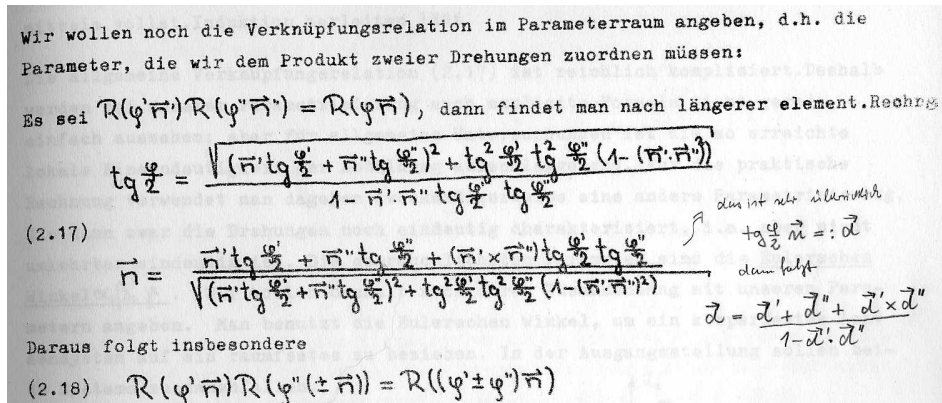 Wir wollen noch die Verknüpfungsrelation im Parameterraum angeben, d.h. die
Parameter, die wir dem Produkt zweier Drehungen zuordnen müssen:
Es sei R(φ'n⃗')R(φ''n⃗'') = R(φn⃗), dann findet man nach längerer element.Rechng
tg φ/2 = √((n⃗' tg φ'/2 + n⃗'' tg φ''/2)² + tg² φ'/2 tg² φ''/2 (1-(n⃗'·n⃗'')²)) / (1 - n⃗'·n⃗'' tg φ'/2 tg φ''/2)
(2.17)
n⃗ = (n⃗' tg φ'/2 + n⃗'' tg φ''/2 + (n⃗' × n⃗'') tg φ'/2 tg φ''/2) / √((n⃗' tg φ'/2 + n⃗'' tg φ''/2)² + tg² φ'/2 tg² φ''/2 (1-(n⃗'·n⃗'')²))
das ist sehr
tg φ/2 n⃗ =: d⃗
dann folgt
d⃗ = (d⃗' + d⃗'' + d⃗' × d⃗'') / (1 - d⃗'·d⃗'')
Daraus folgt insbesondere
(2.18) R(φ'n⃗)R(φ''(±n⃗)) = R((φ'±φ'')n⃗)